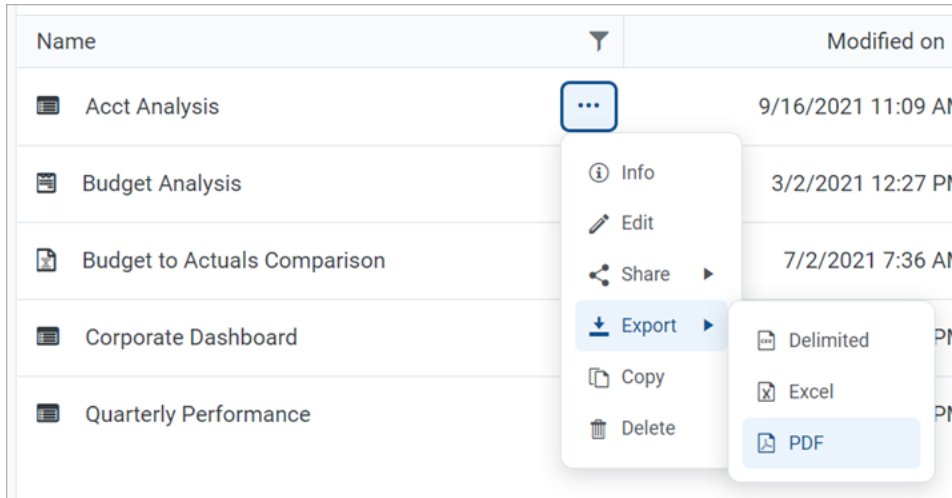 Name Modified on
Acct Analysis ••• 9/16/2021 11:09 AM
Info
Budget Analysis 3/2/2021 12:27 PM
Edit
Budget to Actuals Comparison 7/2/2021 7:36 AM
Share
Export
Corporate Dashboard PM
Delimited
Copy
Excel
Quarterly Performance PM
Delete
PDF